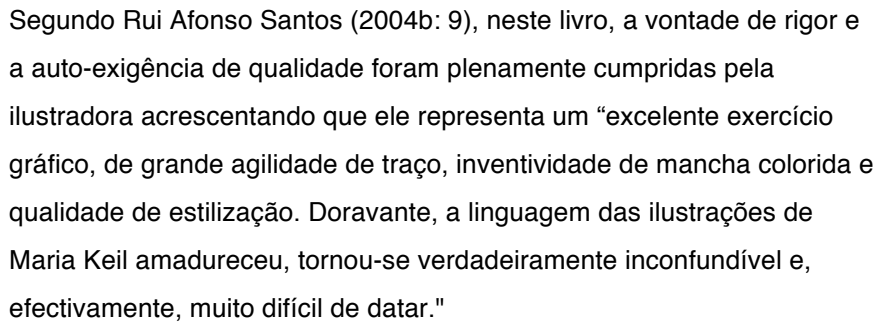 Segundo Rui Afonso Santos (2004b: 9), neste livro, a vontade de rigor e
a auto-exigência de qualidade foram plenamente cumpridas pela
ilustradora acrescentando que ele representa um “excelente exercício
gráfico, de grande agilidade de traço, inventividade de mancha colorida e
qualidade de estilização. Doravante, a linguagem das ilustrações de
Maria Keil amadureceu, tornou-se verdadeiramente inconfundível e,
efectivamente, muito difícil de datar."